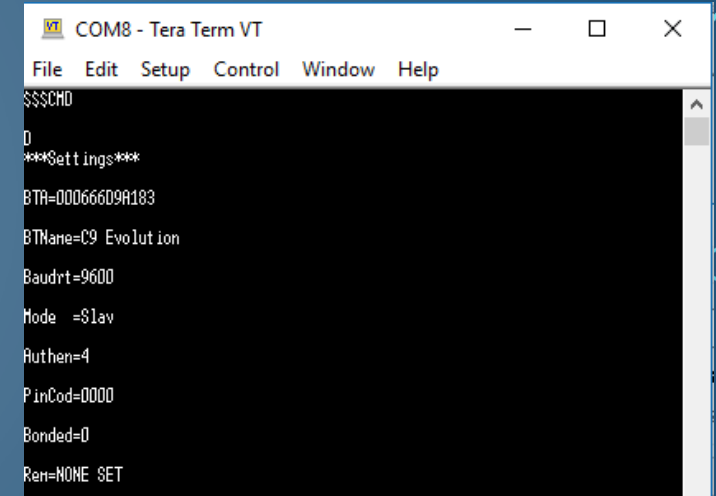 VT COM8 - Tera Term VT
File Edit Setup Control Window Help
$$$CMD
D
***Settings***
BTA=000666D9A183
BTName=C9 Evolution
Baudrt=9600
Mode  =Slav
Authen=4
PinCod=0000
Bonded=0
Rem=NONE SET